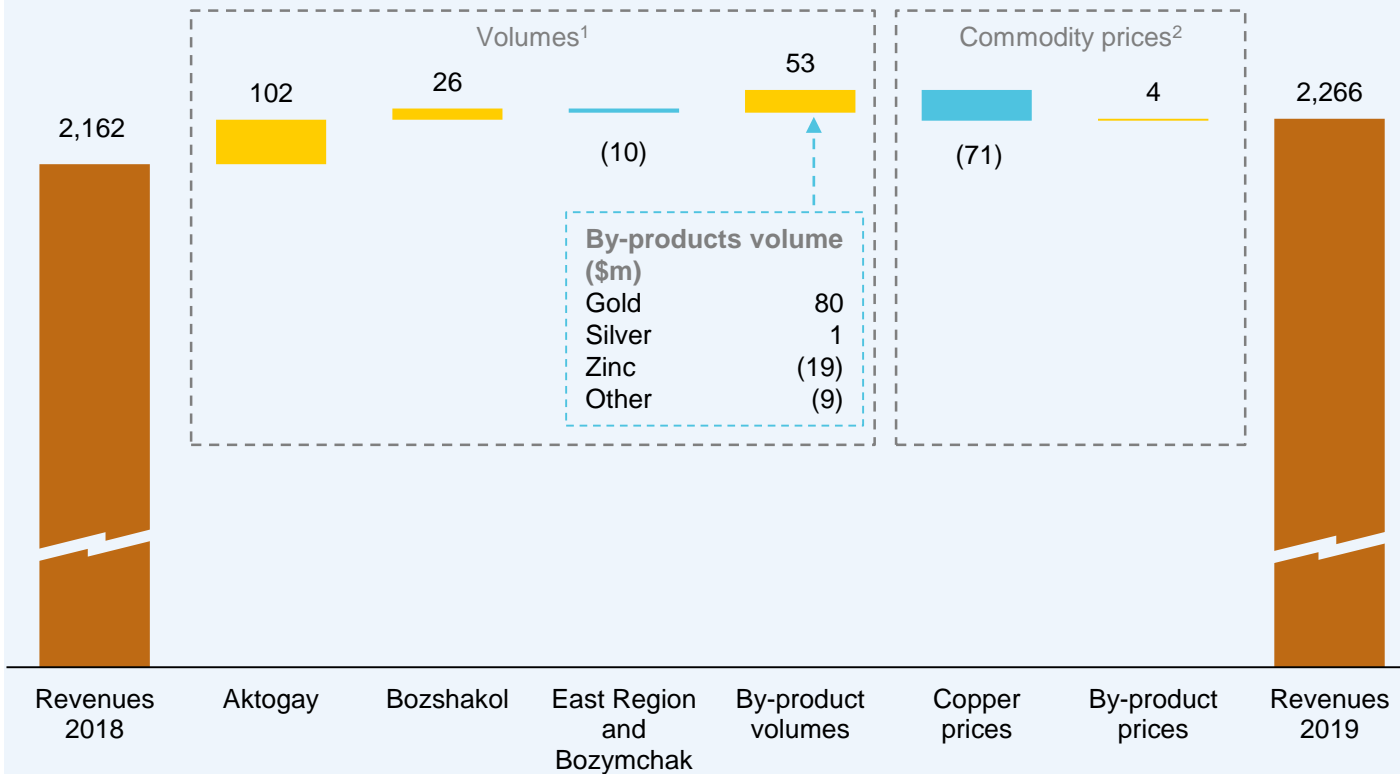 Volumes¹
Commodity prices²
2,162
102
26
(10)
53
(71)
4
2,266
By-products volume
($m)
Gold 80
Silver 1
Zinc (19)
Other (9)
Revenues
2018
Aktogay
Bozshakol
East Region
and
Bozymchak
By-product
volumes
Copper
prices
By-product
prices
Revenues
2019